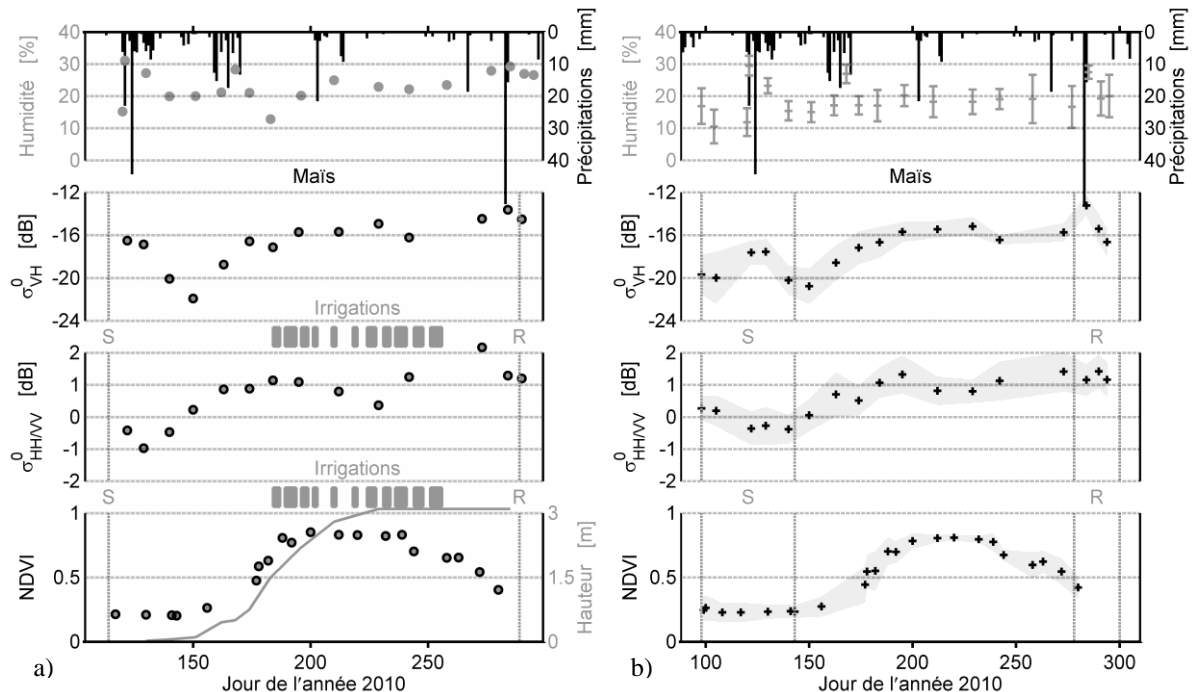 40
30
20
10
0
Humidité [%]
0
10
20
30
40
Précipitations [mm]
Maïs
-12
-16
-20
-24
σ⁰VH [dB]
Irrigations
S
R
2
1
0
-1
-2
σ⁰HH/VV [dB]
Irrigations
S
R
1
0.5
0
NDVI
3
1.5
0
Hauteur [m]
150
200
250
Jour de l'année 2010
a)
40
30
20
10
0
Humidité [%]
0
10
20
30
40
Précipitations [mm]
Maïs
-12
-16
-20
-24
σ⁰VH [dB]
S
R
2
1
0
-1
-2
σ⁰HH/VV [dB]
S
R
1
0.5
0
NDVI
100
150
200
250
300
Jour de l'année 2010
b)